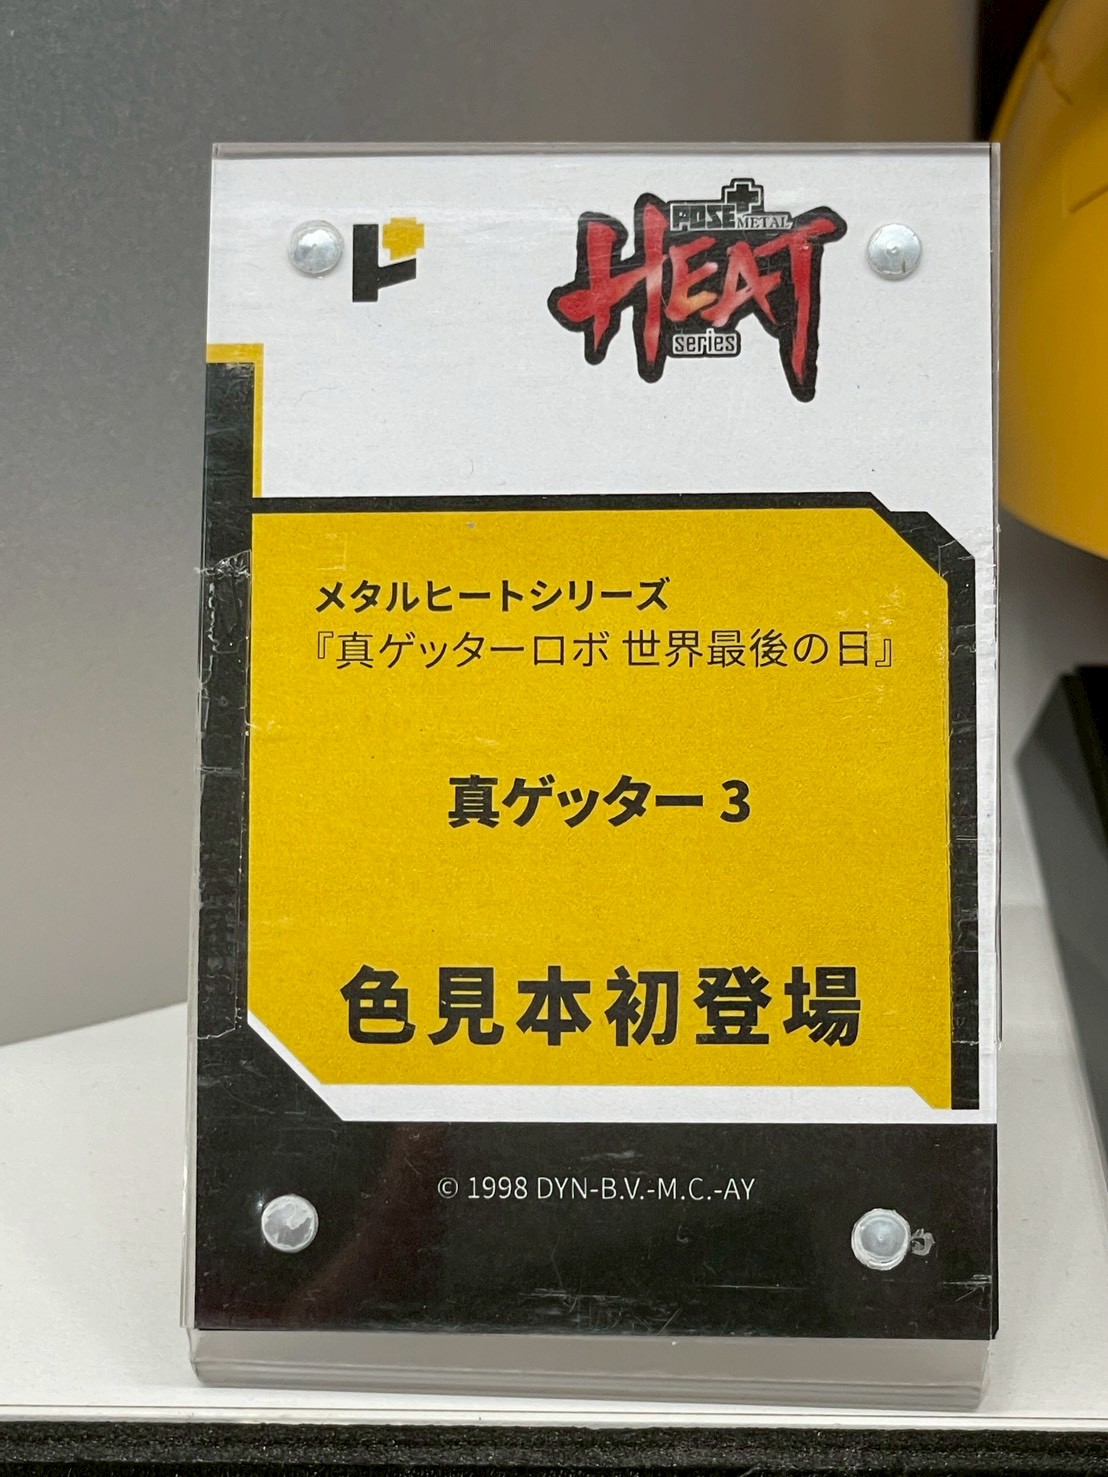 POSE+
METAL
HEAT
series
メタルヒートシリーズ
『真ゲッターロボ 世界最後の日』
真ゲッター 3
色見本初登場
© 1998 DYN-B.V.-M.C.-AY